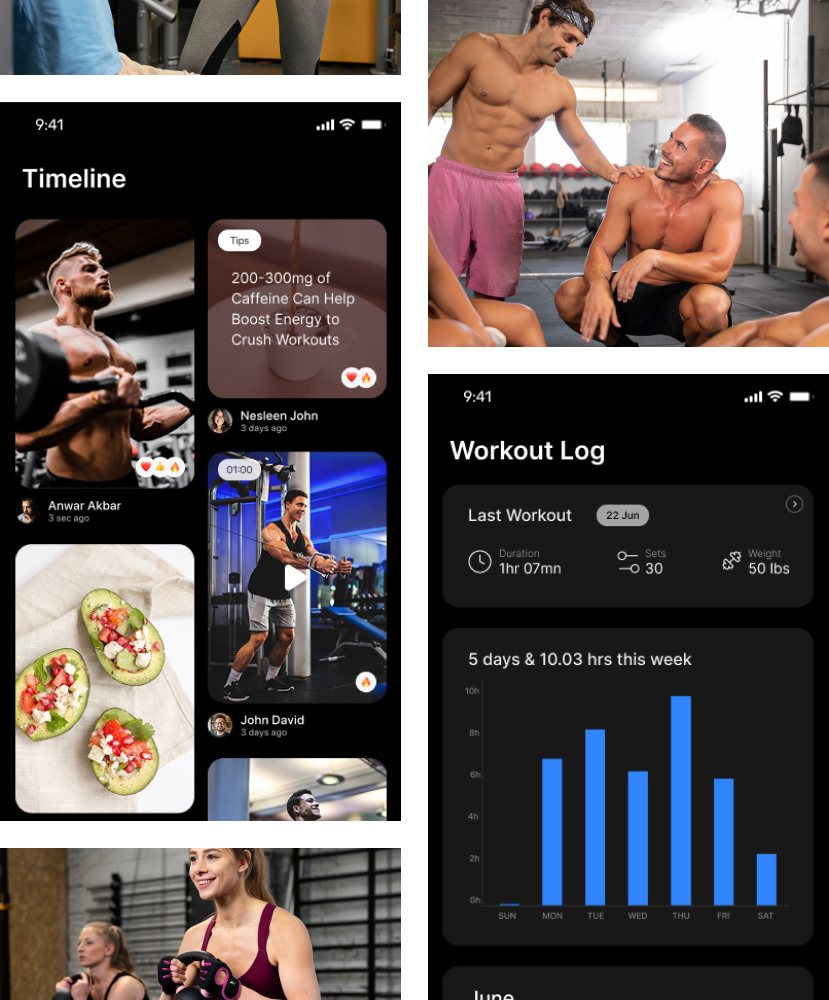 9:41
Timeline
Tips
200-300mg of
Caffeine Can Help
Boost Energy to
Crush Workouts
Nesleen John
3 days ago
Anwar Akbar
3 sec ago
01:00
John David
3 days ago
9:41
Workout Log
Last Workout
22 Jun
Duration
1hr 07mn
Sets
30
Weight
50 lbs
5 days & 10.03 hrs this week
10h
8h
6h
4h
2h
0h
SUN MON TUE WED THU FRI SAT
June